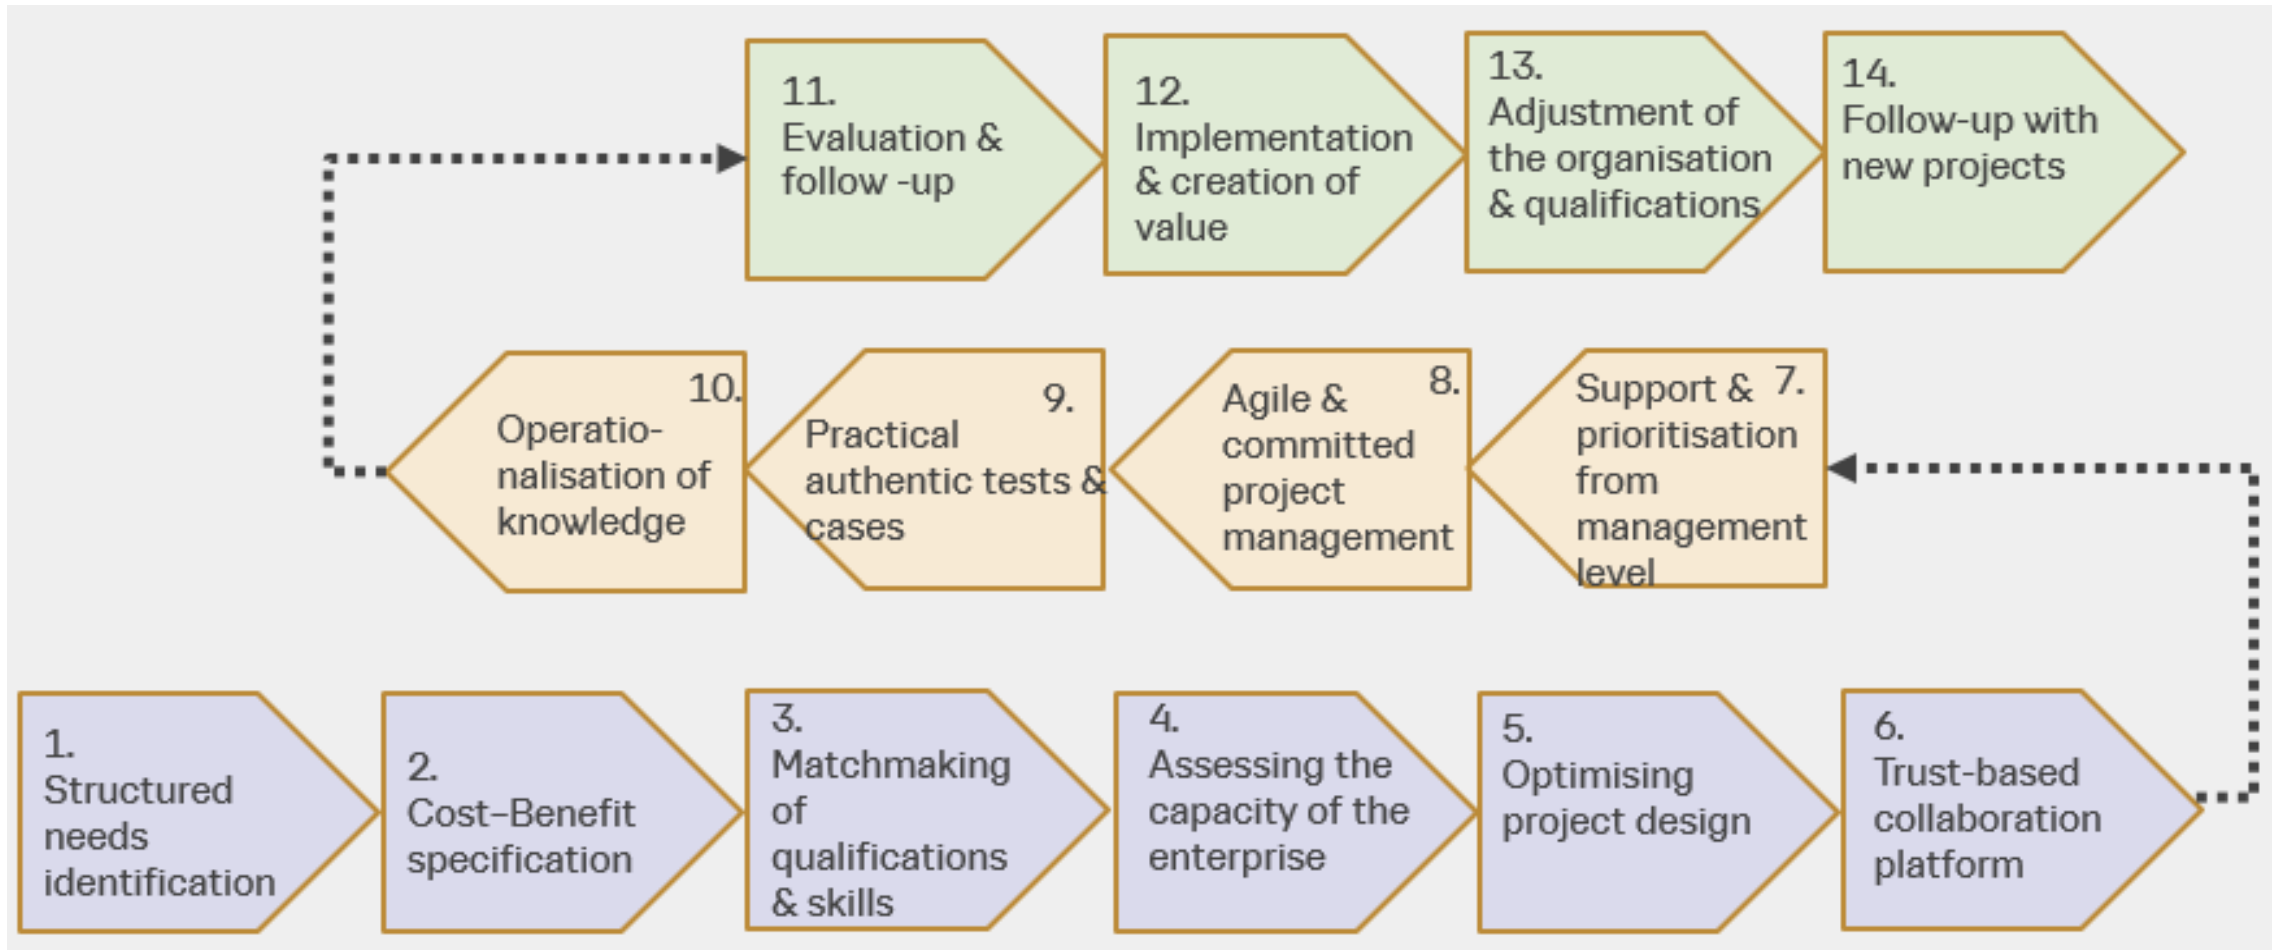 11.
Evaluation &
follow -up
12.
Implementation
& creation of
value
13.
Adjustment of
the organisation
& qualifications
14.
Follow-up with
new projects
10.
Operatio-
nalisation of
knowledge
9.
Practical
authentic tests &
cases
8.
Agile &
committed
project
management
7.
Support &
prioritisation
from
management
level
1.
Structured
needs
identification
2.
Cost–Benefit
specification
3.
Matchmaking
of
qualifications
& skills
4.
Assessing the
capacity of the
enterprise
5.
Optimising
project design
6.
Trust-based
collaboration
platform